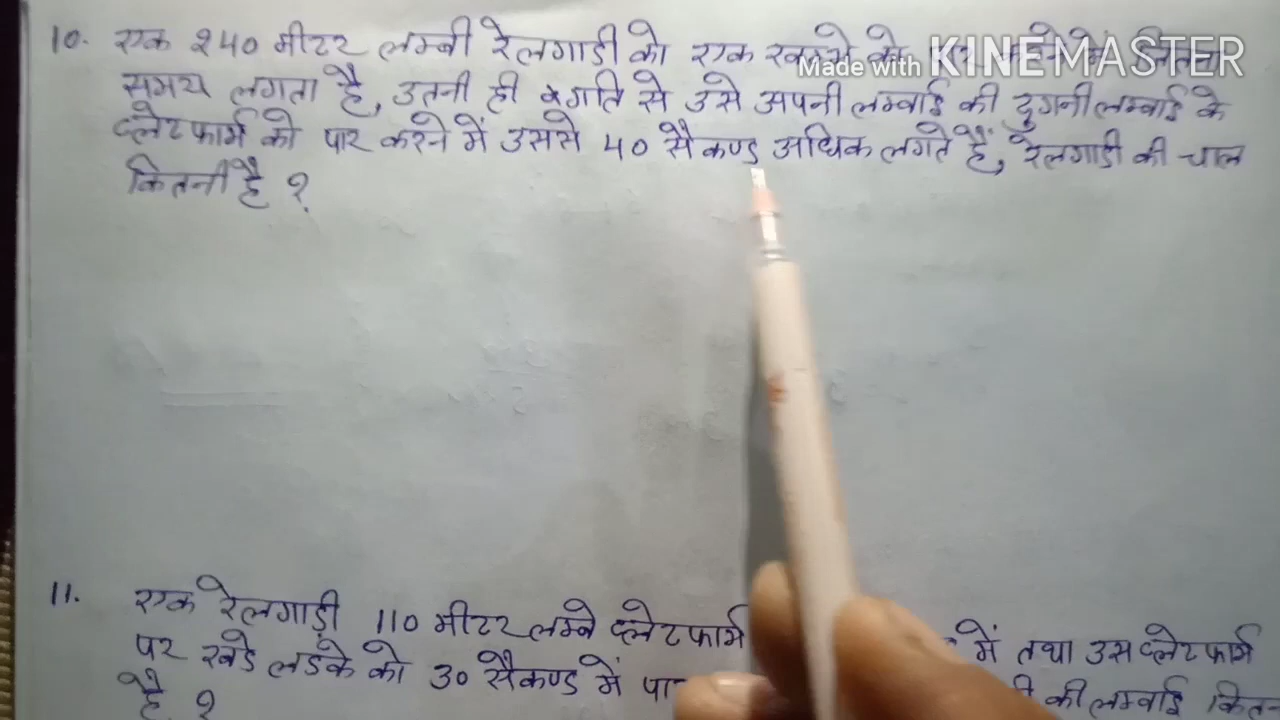 10. एक 240 मीटर लम्बी रेलगाडी को एक खम्भे को
Made with KINEMASTER
समय लगता है, उतनी ही गति से उसे अपनी लम्बाई की दुगनी लम्बाई के
प्लेटफार्म को पार करने में उससे 40 सैकण्ड अधिक लगते हैं, रेलगाडी की चाल
कितनी है ?
11. एक रेलगाड़ी 110 मीटर लम्बे प्लेटफार्म में तथा उस प्लेटफार्म
पर खडे लडके को 30 सैकण्ड में की लम्बाई
है ?